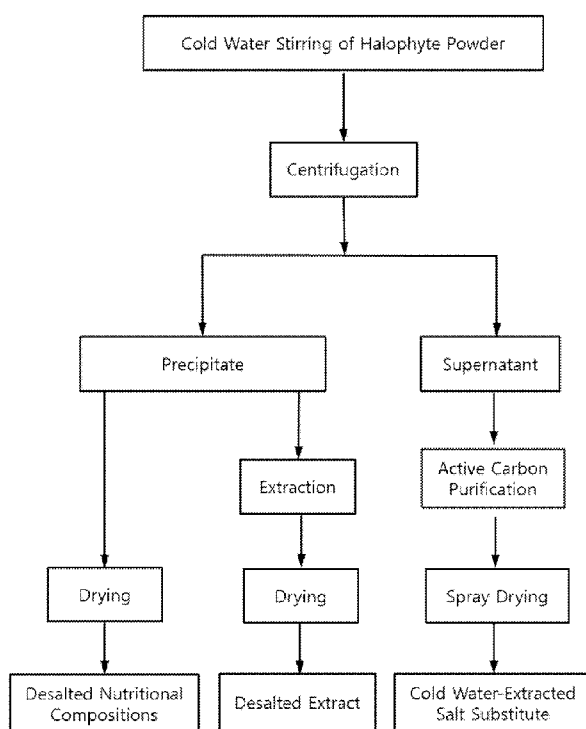 Cold Water Stirring of Halophyte Powder
Centrifugation
Precipitate
Supernatant
Extraction
Active Carbon
Purification
Drying
Drying
Spray Drying
Desalted Nutritional
Compositions
Desalted Extract
Cold Water-Extracted
Salt Substitute